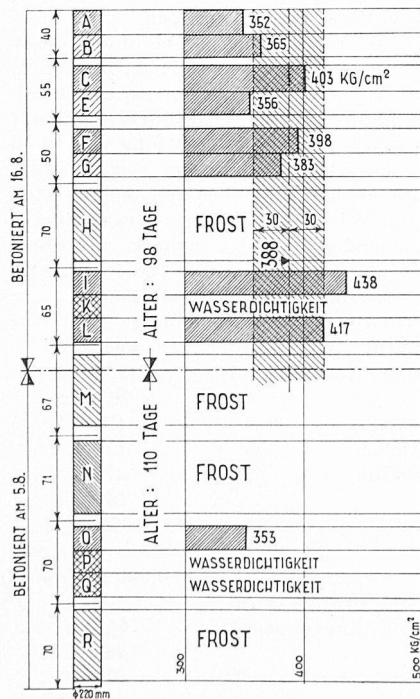 A 352
B 365
C 403 KG/cm²
E 356
F 398
G 383
H FROST
30 30
388
I 438
K WASSERDICHTIGKEIT
L 417
M FROST
N FROST
O 353
P WASSERDICHTIGKEIT
Q WASSERDICHTIGKEIT
R FROST
40
55
50
70
65
67
71
70
70
BETONIERT AM 16.8.
BETONIERT AM 5.8.
ALTER : 98 TAGE
ALTER : 110 TAGE
300
400
KG/cm²
ϕ 220 mm